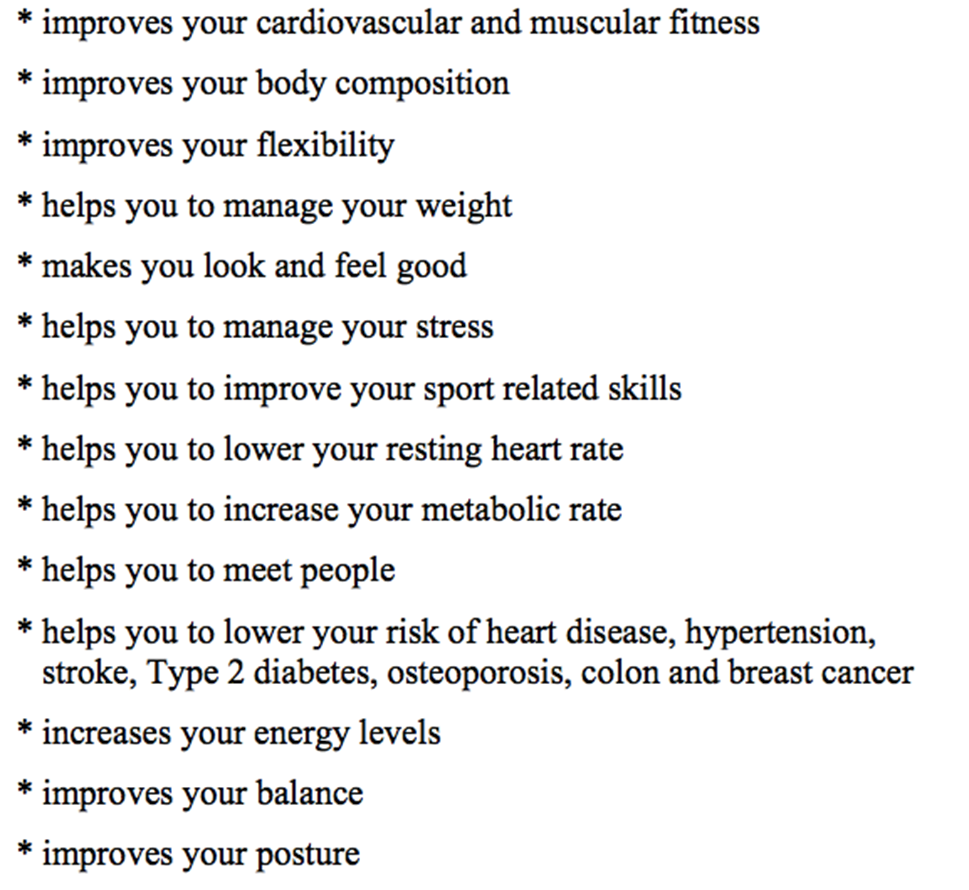 * improves your cardiovascular and muscular fitness
* improves your body composition
* improves your flexibility
* helps you to manage your weight
* makes you look and feel good
* helps you to manage your stress
* helps you to improve your sport related skills
* helps you to lower your resting heart rate
* helps you to increase your metabolic rate
* helps you to meet people
* helps you to lower your risk of heart disease, hypertension,
stroke, Type 2 diabetes, osteoporosis, colon and breast cancer
* increases your energy levels
* improves your balance
* improves your posture